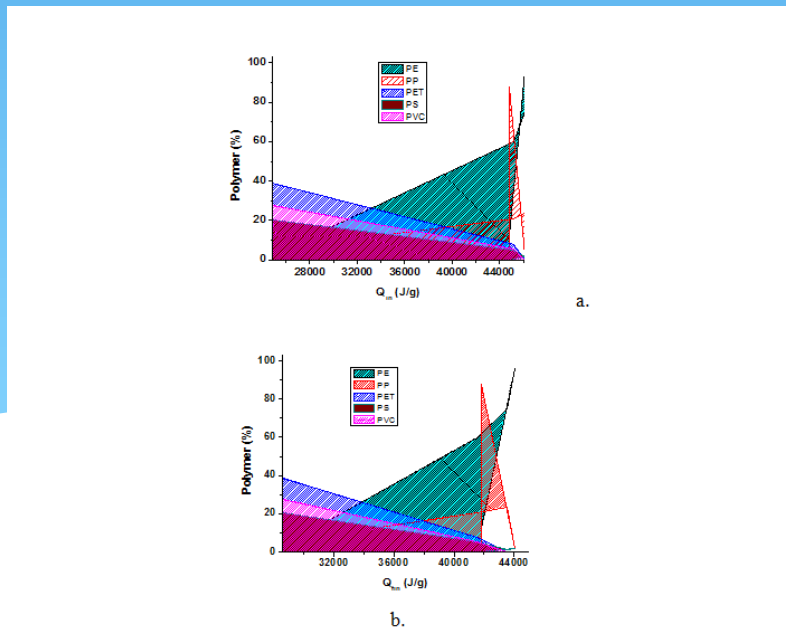 100
80
60
40
20
0
Polymer (%)
PE
PP
PET
PS
PVC
28000 32000 36000 40000 44000
(J/g)
a.
100
80
60
40
20
0
Polymer (%)
PE
PP
PET
PS
PVC
32000 36000 40000 44000
(J/g)
b.